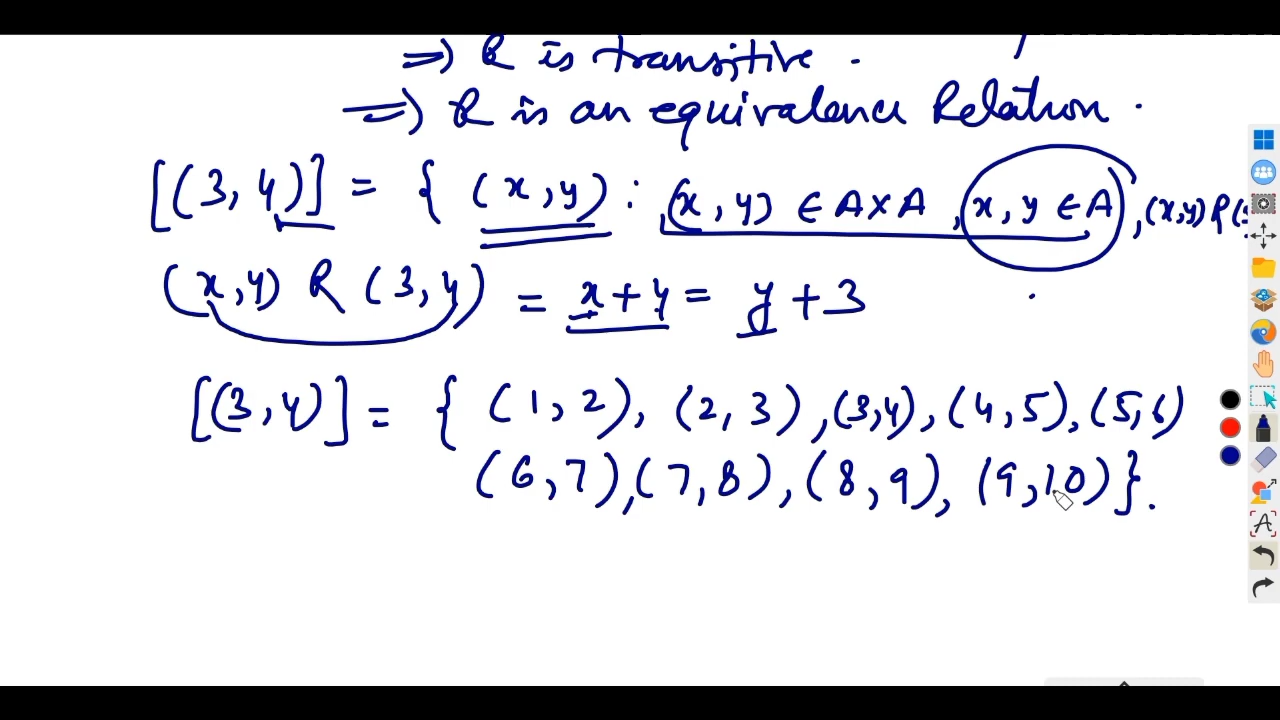 ⇒ R is transitive .
⇒ R is an equivalence Relation .
[(3, 4)] = { (x, y) : (x, y) ∈ A×A , x, y ∈ A , (x,y) R (3
(x, y) R (3, 4) = x + 4 = y + 3
[(3, 4)] = { (1, 2), (2, 3), (3,4), (4,5), (5,6)
(6,7), (7,8), (8,9), (9,10)}.